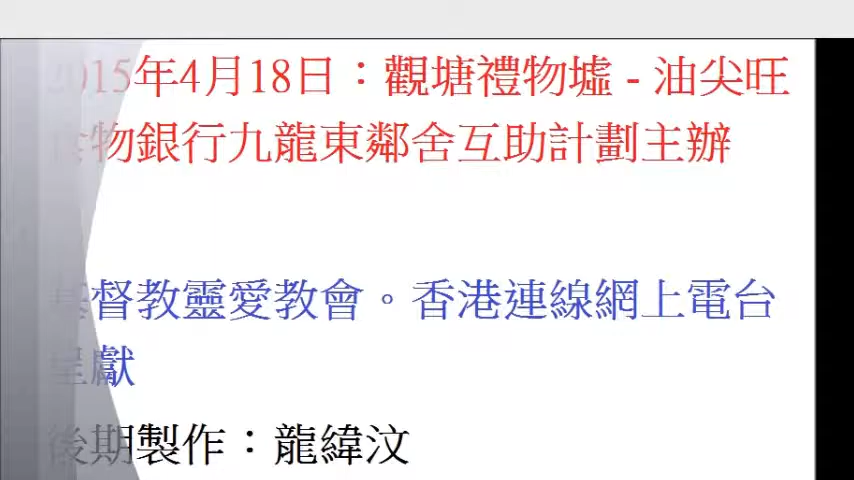 2015年4月18日：觀塘禮物墟 - 油尖旺
食物銀行九龍東鄰舍互助計劃主辦
基督教靈愛教會。香港連線網上電台
呈獻
後期製作：龍緯汶